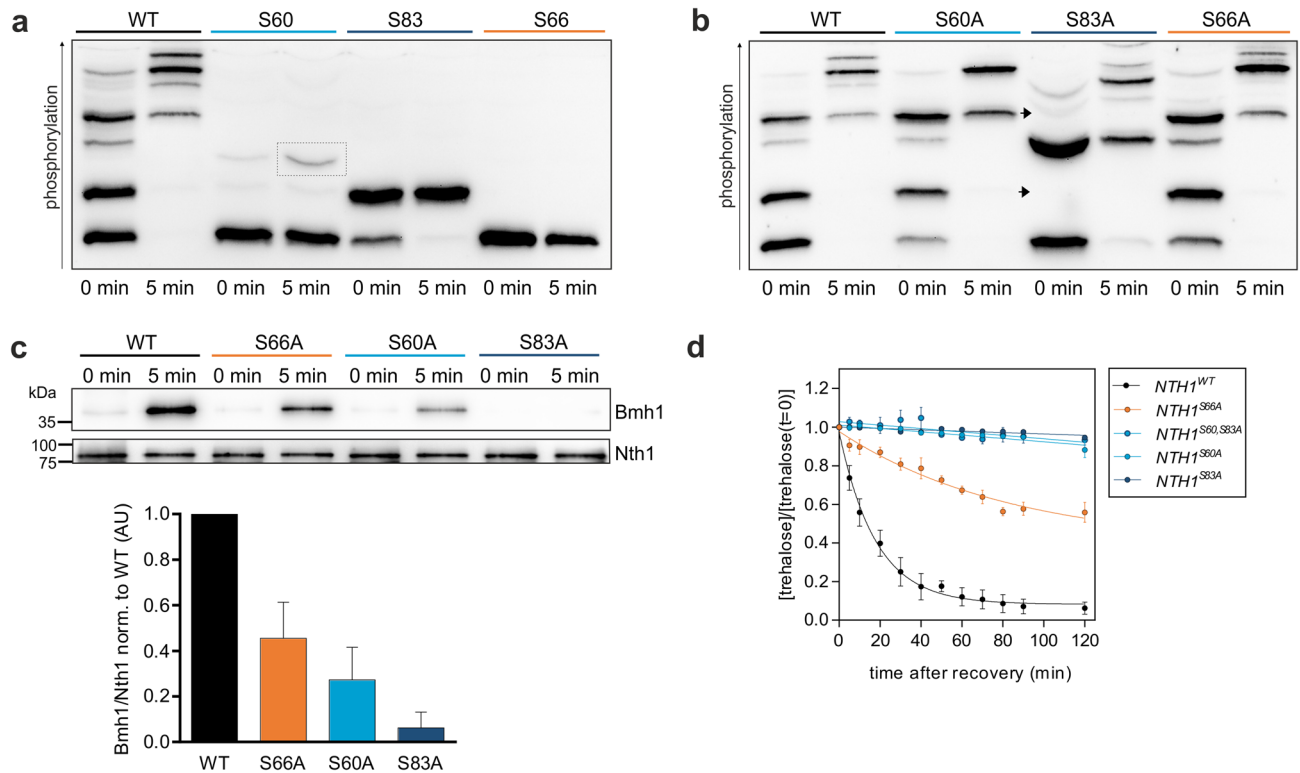 a
WT S60 S83 S66
phosphorylation
0 min 5 min 0 min 5 min 0 min 5 min 0 min 5 min
b
WT S60A S83A S66A
phosphorylation
0 min 5 min 0 min 5 min 0 min 5 min 0 min 5 min
c
WT S66A S60A S83A
0 min 5 min 0 min 5 min 0 min 5 min 0 min 5 min
kDa
35
Bmh1
100
75
Nth1
Bmh1/Nth1 norm. to WT (AU)
1.0
0.8
0.6
0.4
0.2
0.0
WT S66A S60A S83A
d
[trehalose]/[trehalose(t=0)]
1.2
1.0
0.8
0.6
0.4
0.2
0.0
0 20 40 60 80 100 120
time after recovery (min)
NTH1WT
NTH1S66A
NTH1S60,S83A
NTH1S60A
NTH1S83A